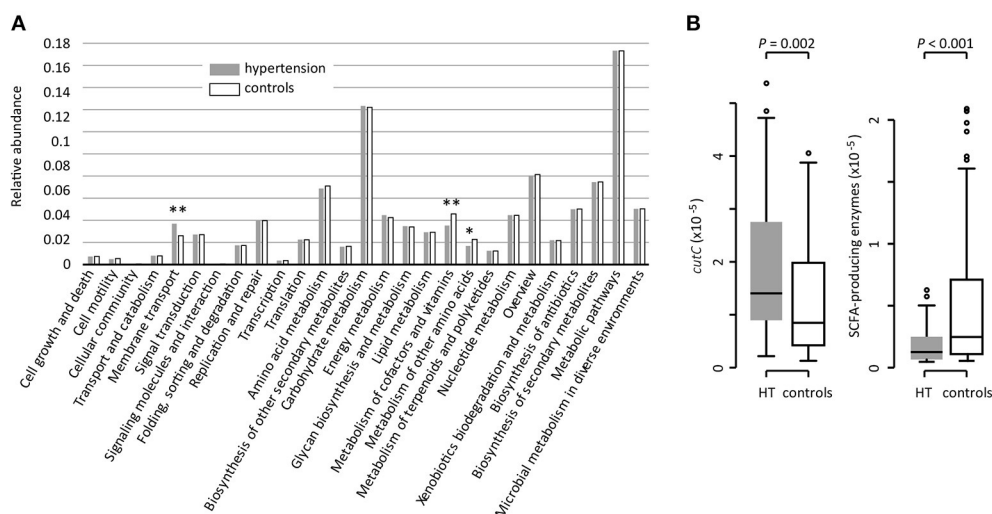 A
Relative abundance
0.18
0.16
0.14
0.12
0.1
0.08
0.06
0.04
0.02
0
hypertension
controls
**
**
*
Cell growth and death
Cell motility
Cellular community
Transport and catabolism
Membrane transport
Signal transduction
Signaling molecules and interaction
Folding, sorting and degradation
Replication and repair
Transcription
Translation
Amino acid metabolism
Biosynthesis of other secondary metabolites
Carbohydrate metabolism
Energy metabolism
Glycan biosynthesis and metabolism
Lipid metabolism
Metabolism of cofactors and vitamins
Metabolism of other amino acids
Metabolism of terpenoids and polyketides
Nucleotide metabolism
Overview
Xenobiotics biodegradation and metabolism
Biosynthesis of antibiotics
Biosynthesis of secondary metabolites
Metabolic pathways
Microbial metabolism in diverse environments
B
P = 0.002
cutC (x10⁻⁵)
4
2
0
HT controls
P < 0.001
SCFA-producing enzymes (x10⁻⁵)
2
1
0
HT controls